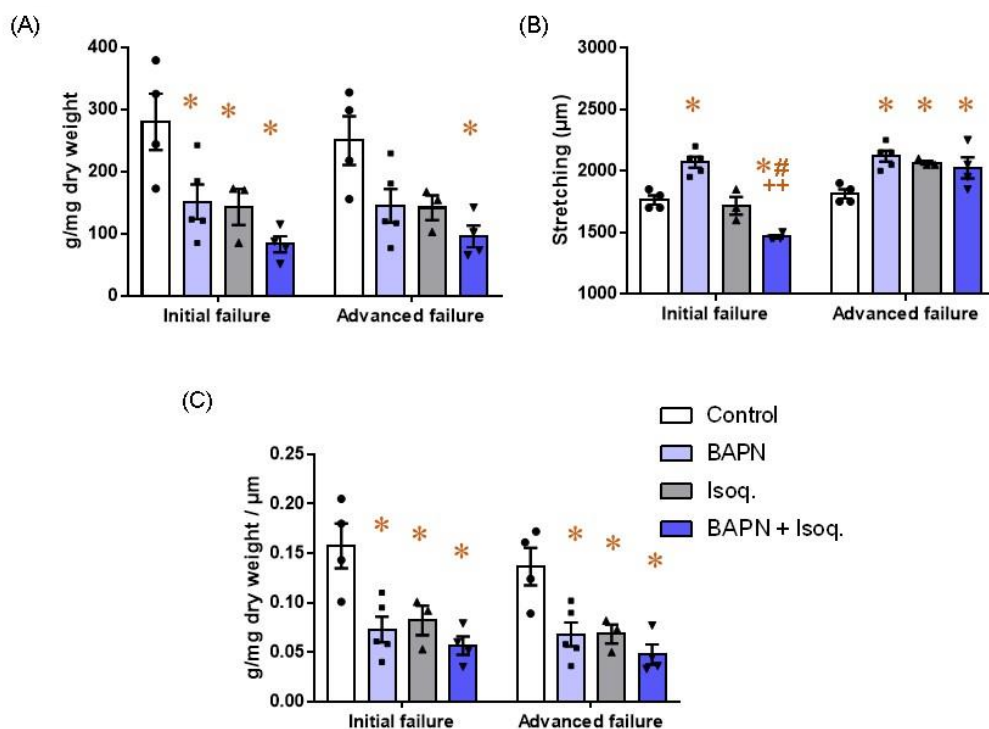 (A)
g/mg dry weight
400
300
200
100
0
* * * *
Initial failure Advanced failure
(B)
Stretching (µm)
3000
2500
2000
1500
1000
* *# ++ * * *
Initial failure Advanced failure
(C)
g/mg dry weight / µm
0.25
0.20
0.15
0.10
0.05
0.00
* * * * * *
Initial failure Advanced failure
Control
BAPN
Isoq.
BAPN + Isoq.